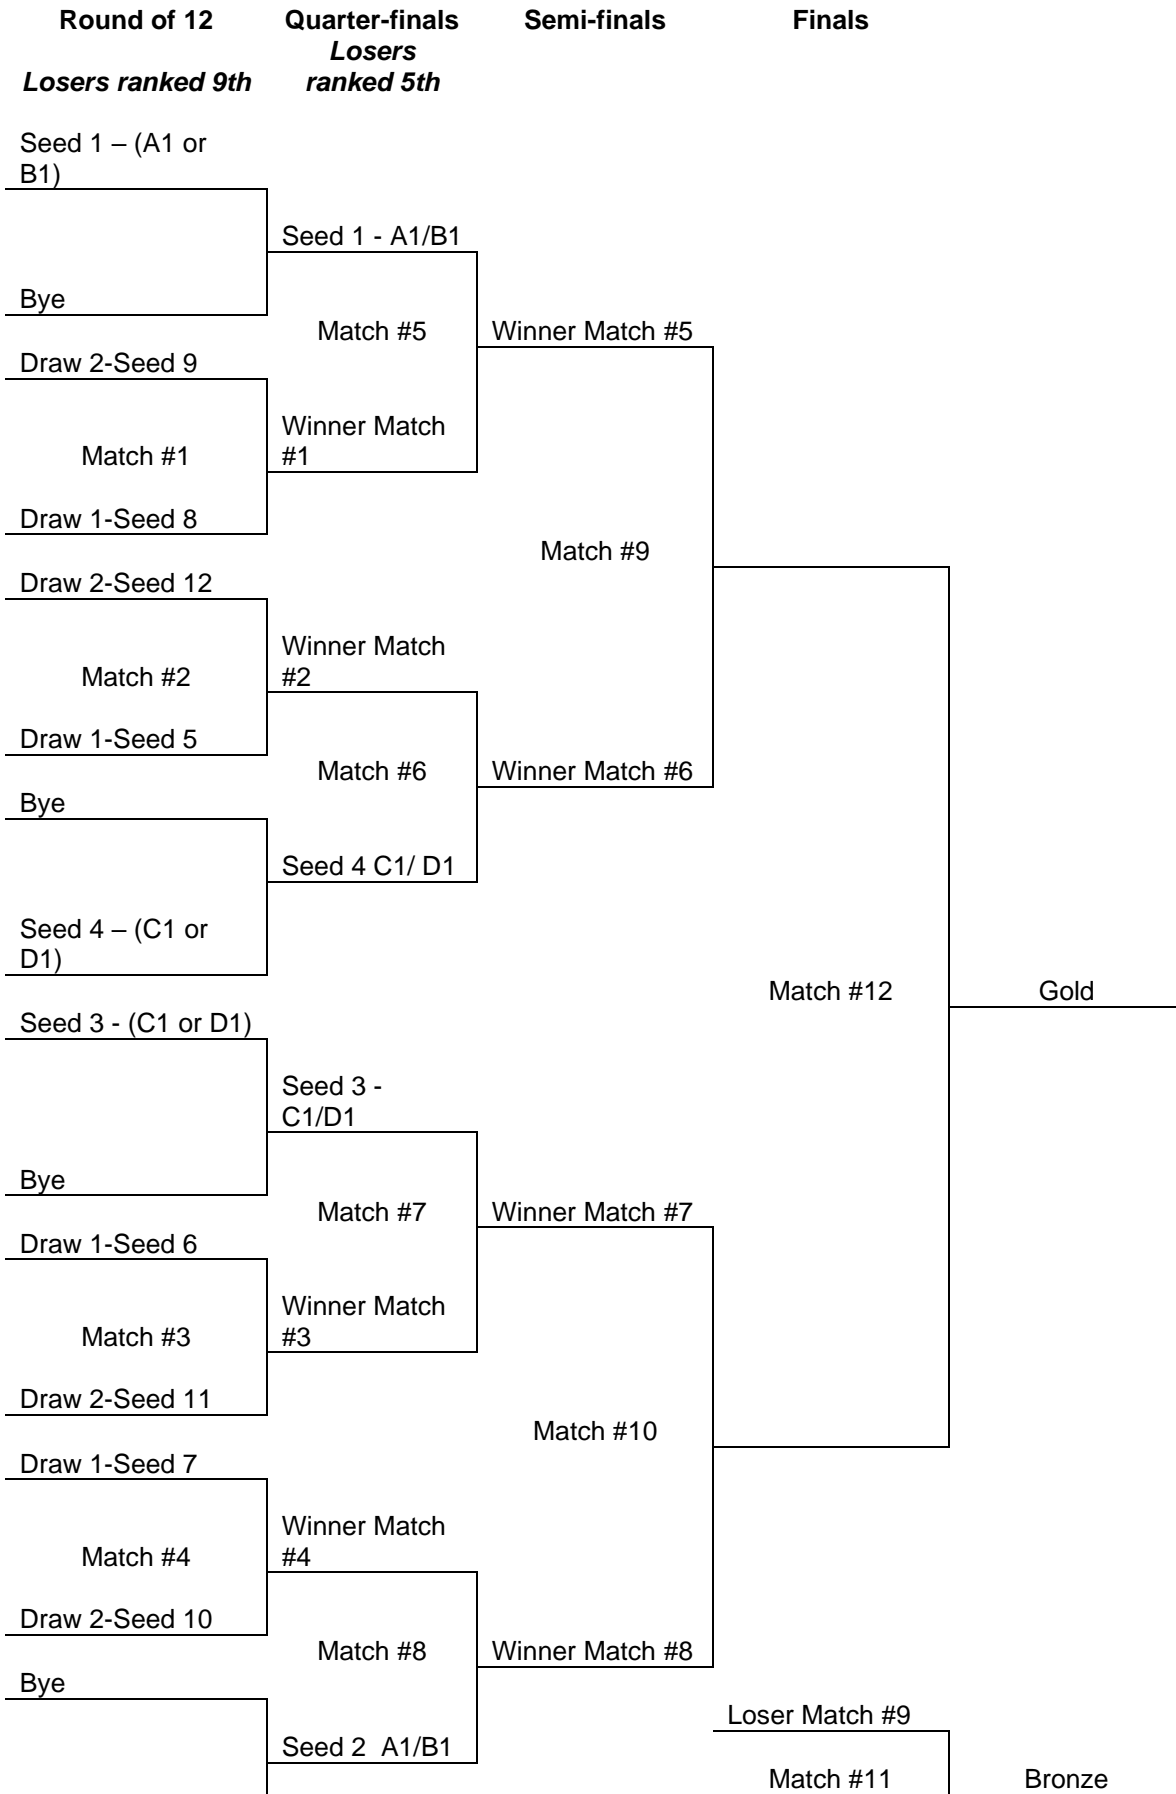 Round of 12
Quarter-finals
Semi-finals
Finals
Losers
Losers ranked 9th
ranked 5th
Seed 1 – (A1 or
B1)
Seed 1 - A1/B1
Bye
Match #5
Winner Match #5
Draw 2-Seed 9
Winner Match
Match #1
#1
Draw 1-Seed 8
Match #9
Draw 2-Seed 12
Winner Match
Match #2
#2
Draw 1-Seed 5
Match #6
Winner Match #6
Bye
Seed 4 C1/ D1
Seed 4 – (C1 or
D1)
Match #12
Gold
Seed 3 - (C1 or D1)
Seed 3 -
C1/D1
Bye
Match #7
Winner Match #7
Draw 1-Seed 6
Winner Match
Match #3
#3
Draw 2-Seed 11
Match #10
Draw 1-Seed 7
Winner Match
Match #4
#4
Draw 2-Seed 10
Match #8
Winner Match #8
Bye
Loser Match #9
Seed 2 A1/B1
Match #11
Bronze